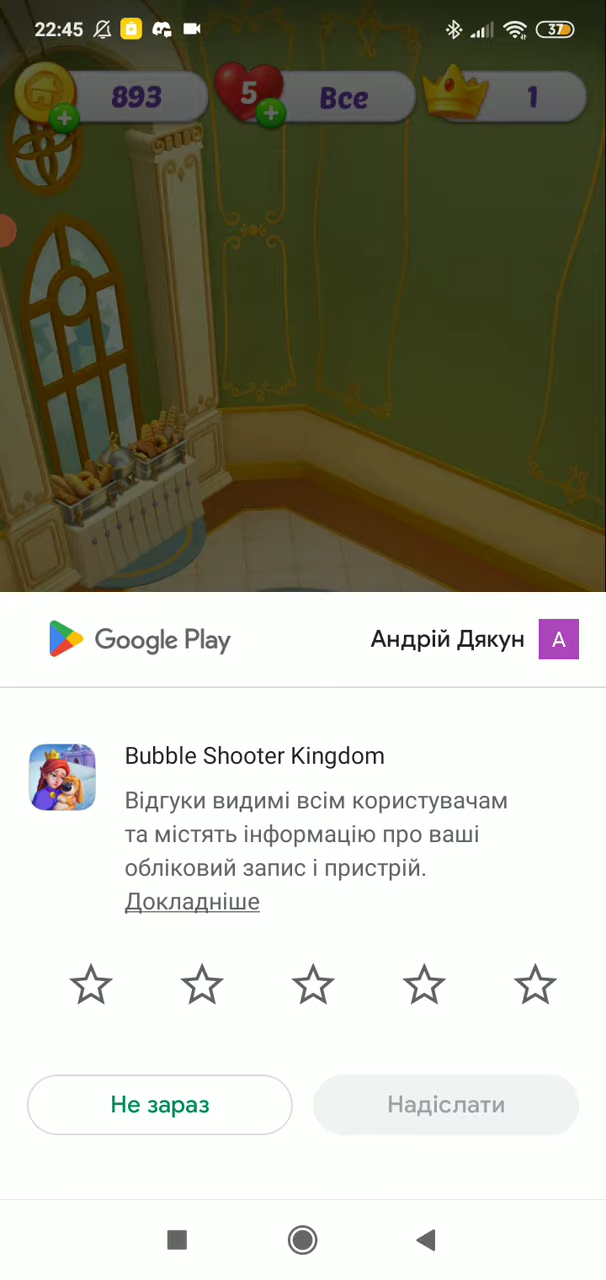 22:45
37
893
5
Все
1
Google Play
Андрій Дякун
А
Bubble Shooter Kingdom
Відгуки видимі всім користувачам
та містять інформацію про ваші
обліковий запис і пристрій.
Докладніше
Не зараз
Надіслати